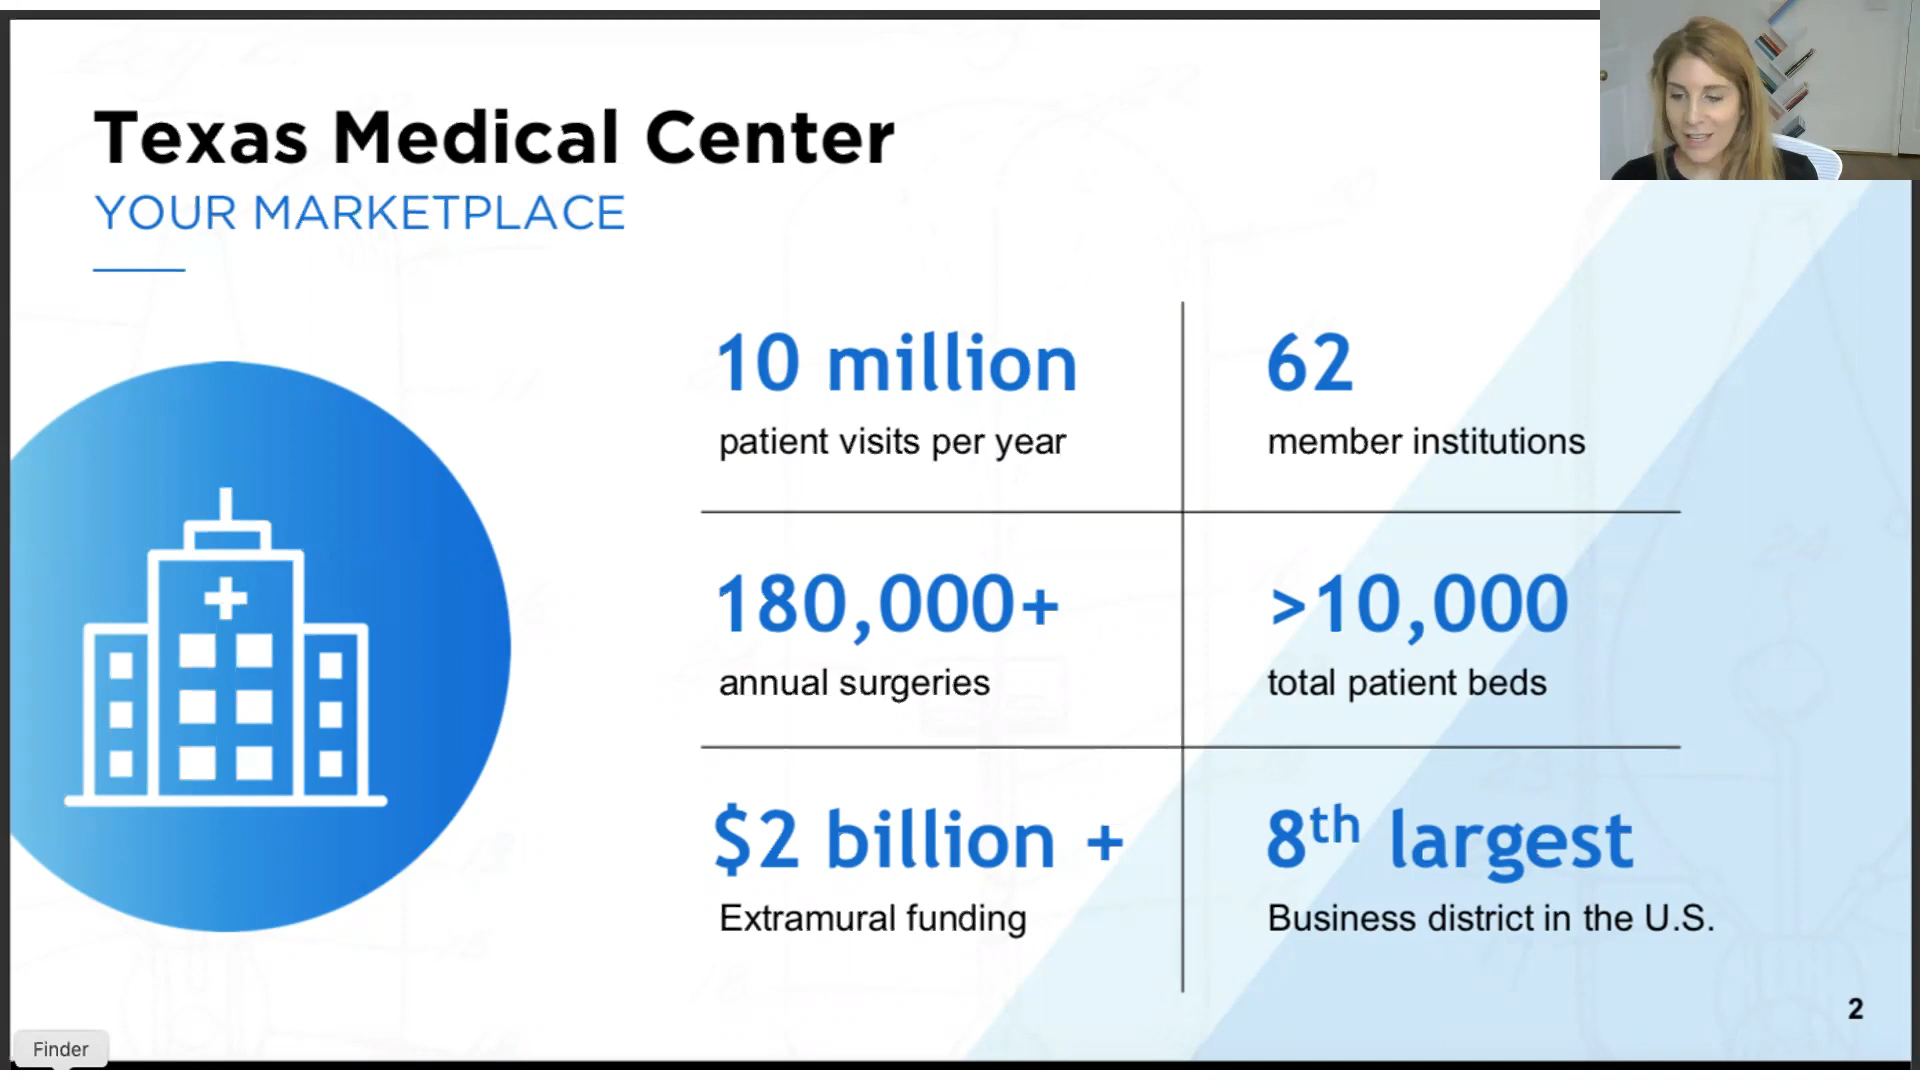 Texas Medical Center
YOUR MARKETPLACE
10 million
patient visits per year
62
member institutions
180,000+
annual surgeries
>10,000
total patient beds
$2 billion +
Extramural funding
8th largest
Business district in the U.S.
2
Finder